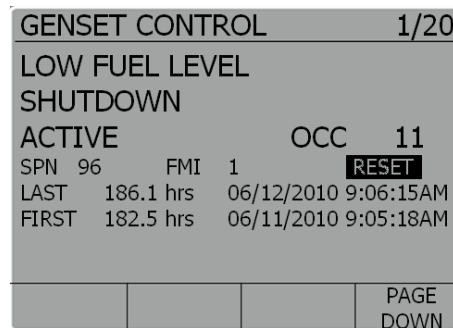 GENSET CONTROL 1/20
LOW FUEL LEVEL
SHUTDOWN
ACTIVE OCC 11
SPN 96 FMI 1 RESET
LAST 186.1 hrs 06/12/2010 9:06:15AM
FIRST 182.5 hrs 06/11/2010 9:05:18AM
PAGE
DOWN